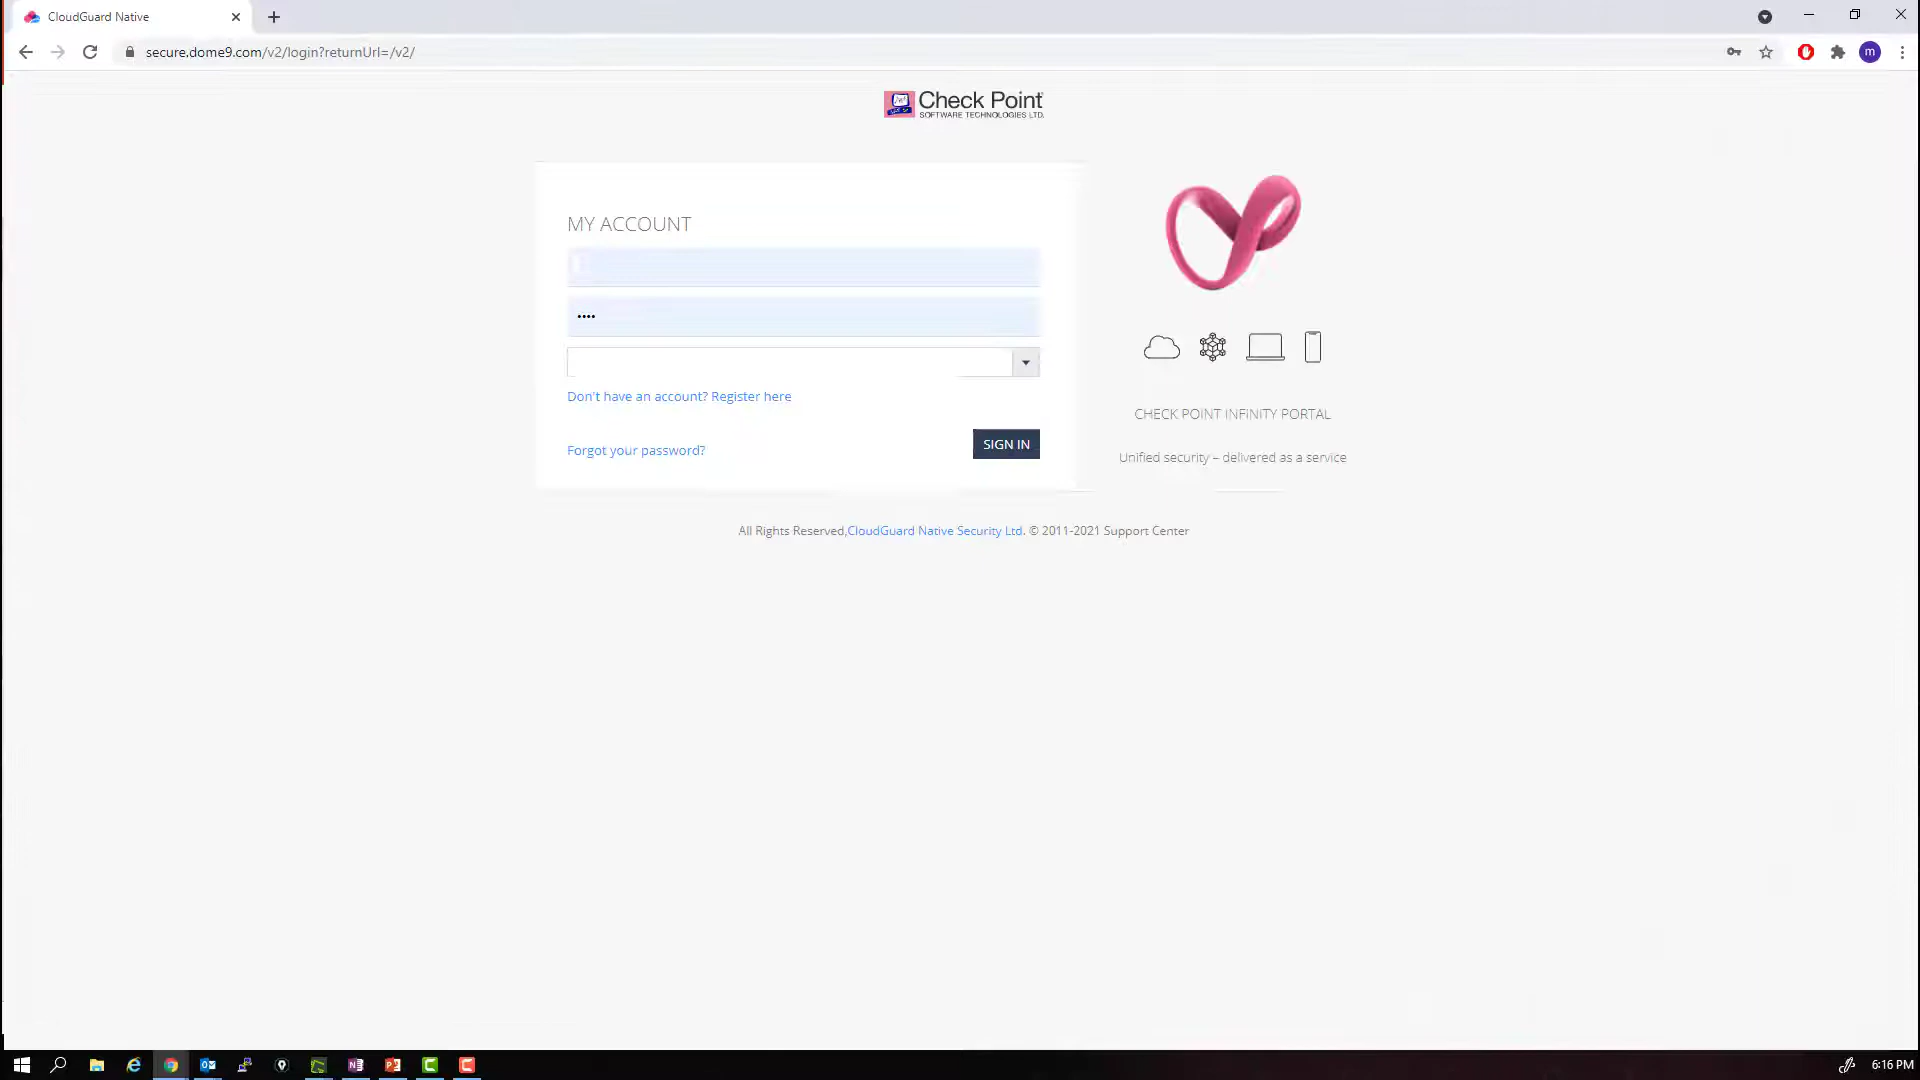 CloudGuard Native
secure.dome9.com/v2/login?returnUrl=/v2/
m
Check Point
SOFTWARE TECHNOLOGIES LTD.
MY ACCOUNT
••••
Don't have an account? Register here
Forgot your password?
SIGN IN
CHECK POINT INFINITY PORTAL
Unified security – delivered as a service
All Rights Reserved,CloudGuard Native Security Ltd. © 2011-2021 Support Center
6:16 PM